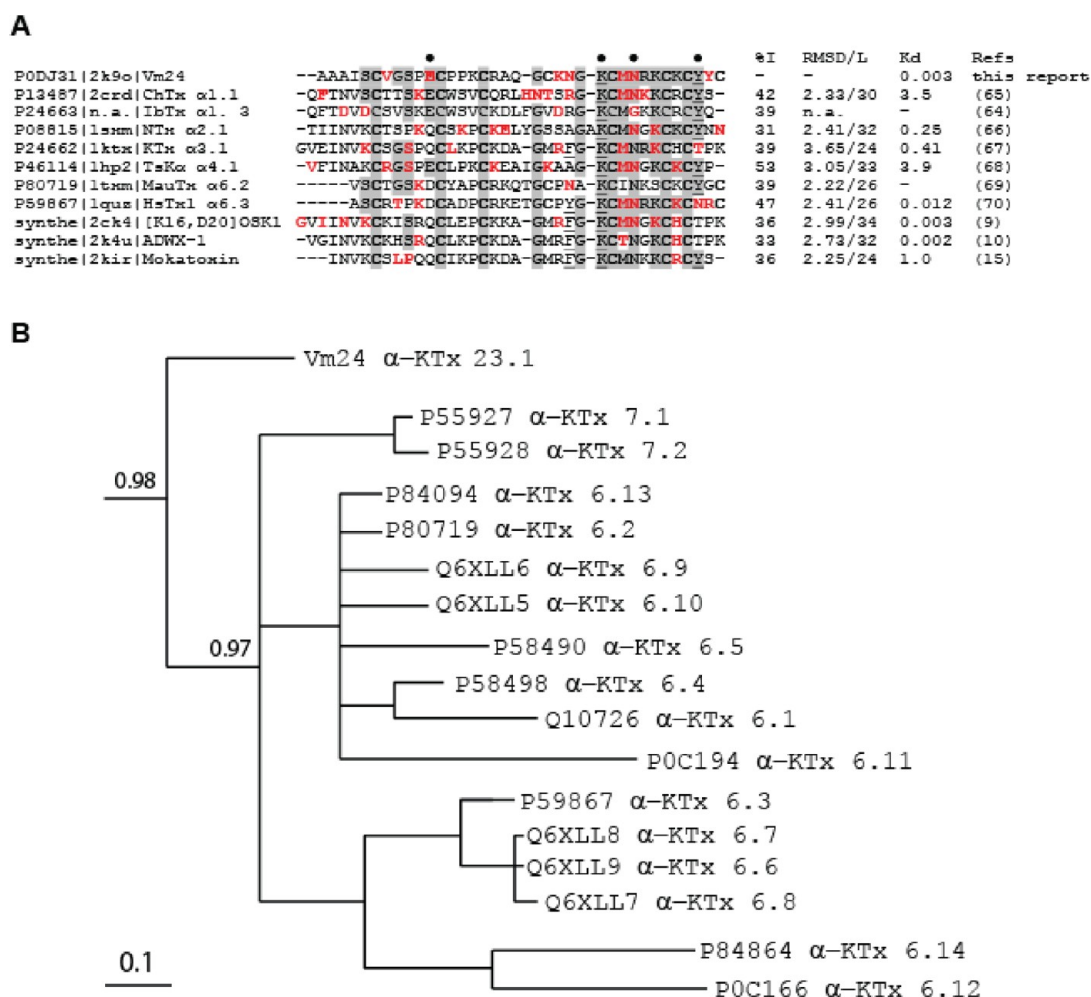 A
%I RMSD/L Kd Refs
P0DJ31|2k9o|Vm24 --AAAISCVGSPECPPKCRAQ-GCKNG-KCMNRKCKCYYC - - 0.003 this report
P13487|2crd|ChTx α1.1 -QFTNVSCTTSKECWSVCQRLHNTSRG-KCMNKKCRCYS- 42 2.33/30 3.5 (65)
P24663|n.a.|IbTx α1. 3 -QFTDVDCSVSKECWSVCKDLFGVDRG-KCMGKKCRCYQ- 39 n.a. - (64)
P08815|1sxm|NTx α2.1 -TIINVKCTSPKQCSKPCKELYGSSAGAKCMNGKCKCYNN 31 2.41/32 0.25 (66)
P24662|1ktx|KTx α3.1 GVEINVKCSGSPQCLKPCKDA-GMRFG-KCMNRKCHCTPK 39 3.65/24 0.41 (67)
P46114|1hp2|TsKα α4.1 -VFINAKCRGSPECLPKCKEAIGKAAG-KCMNGKCKCYP- 53 3.05/33 3.9 (68)
P80719|1txm|MauTx α6.2 -----VSCTGSKDCYAPCRKQTGCPNA-KCINKSCKCYGC 39 2.22/26 - (69)
P59867|1quz|HsTx1 α6.3 ----ASCRTPKDCADPCRKETGCPYG-KCMNRKCKCNRC 47 2.41/26 0.012 (70)
synthe|2ck4|[K16,D20]OSK1 GVIINVKCKISRQCLEPCKKA-GMRFG-KCMNGKCHCTPK 36 2.99/34 0.003 (9)
synthe|2k4u|ADWX-1 -VGINVKCKHSRQCLKPCKDA-GMRFG-KCTNGKCHCTPK 33 2.73/32 0.002 (10)
synthe|2kir|Mokatoxin ---INVKCSLPQQCIKPCKDA-GMRFG-KCMNKKCRCYS- 36 2.25/24 1.0 (15)
B
Vm24 α-KTx 23.1
P55927 α-KTx 7.1
P55928 α-KTx 7.2
0.98
P84094 α-KTx 6.13
P80719 α-KTx 6.2
Q6XLL6 α-KTx 6.9
Q6XLL5 α-KTx 6.10
0.97
P58490 α-KTx 6.5
P58498 α-KTx 6.4
Q10726 α-KTx 6.1
P0C194 α-KTx 6.11
P59867 α-KTx 6.3
Q6XLL8 α-KTx 6.7
Q6XLL9 α-KTx 6.6
Q6XLL7 α-KTx 6.8
P84864 α-KTx 6.14
0.1
P0C166 α-KTx 6.12